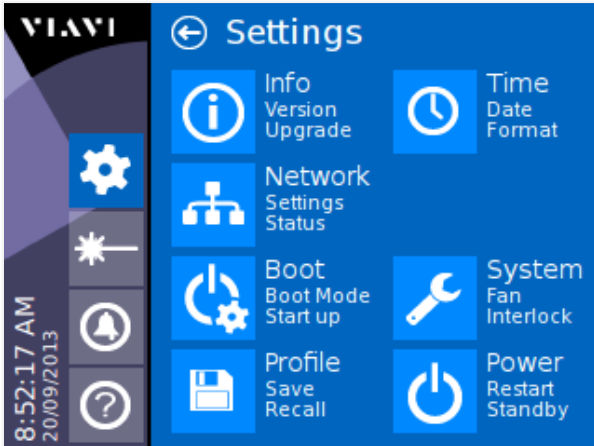 VIAVI
Settings
Info
Version
Upgrade
Time
Date
Format
Network
Settings
Status
Boot
Boot Mode
Start up
System
Fan
Interlock
Profile
Save
Recall
Power
Restart
Standby
8:52:17 AM
20/09/2013